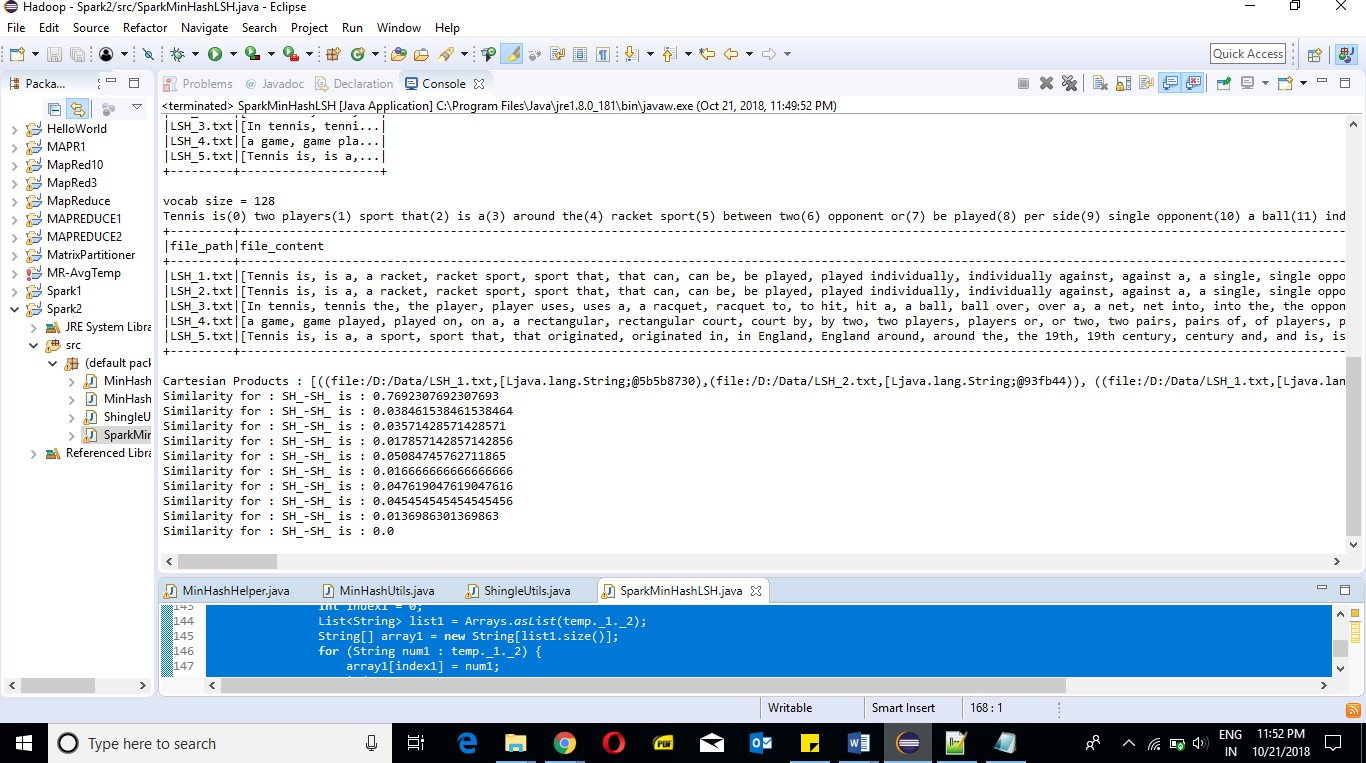 Hadoop - Spark2/src/SparkMinHashLSH.java - Eclipse
File Edit Source Refactor Navigate Search Project Run Window Help
Quick Access
Packa...
Problems @ Javadoc Declaration Console
<terminated> SparkMinHashLSH [Java Application] C:\Program Files\Java\jre1.8.0_181\bin\javaw.exe (Oct 21, 2018, 11:49:52 PM)
HelloWorld
MAPR1
MapRed10
MapRed3
MapReduce
MAPREDUCE1
MAPREDUCE2
MatrixPartitioner
MR-AvgTemp
Spark1
Spark2
JRE System Libra
src
(default pack
MinHash
MinHash
ShingleU
SparkMin
Referenced Libra
|LSH_3.txt|[In tennis, tenni...|
|LSH_4.txt|[a game, game pla...|
|LSH_5.txt|[Tennis is, is a,...|
+---------+--------------------+
vocab size = 128
Tennis is(0) two players(1) sport that(2) is a(3) around the(4) racket sport(5) between two(6) opponent or(7) be played(8) per side(9) single opponent(10) a ball(11) ind
|file_path|file_content
|LSH_1.txt|[Tennis is, is a, a racket, racket sport, sport that, that can, can be, be played, played individually, individually against, against a, a single, single oppo
|LSH_2.txt|[Tennis is, is a, a racket, racket sport, sport that, that can, can be, be played, played individually, individually against, against a, a single, single oppo
|LSH_3.txt|[In tennis, tennis the, the player, player uses, uses a, a racquet, racquet to, to hit, hit a, a ball, ball over, over a, a net, net into, into the, the oppon
|LSH_4.txt|[a game, game played, played on, on a, a rectangular, rectangular court, court by, by two, two players, players or, or two, two pairs, pairs of, of players, p
|LSH_5.txt|[Tennis is, is a, a sport, sport that, that originated, originated in, in England, England around, around the, the 19th, 19th century, century and, and is, is
Cartesian Products : [((file:/D:/Data/LSH_1.txt,[Ljava.lang.String;@5b5b8730),(file:/D:/Data/LSH_2.txt,[Ljava.lang.String;@93fb44)), ((file:/D:/Data/LSH_1.txt,[Ljava.lan
Similarity for : SH_-SH_ is : 0.7692307692307693
Similarity for : SH_-SH_ is : 0.038461538461538464
Similarity for : SH_-SH_ is : 0.03571428571428571
Similarity for : SH_-SH_ is : 0.017857142857142856
Similarity for : SH_-SH_ is : 0.05084745762711865
Similarity for : SH_-SH_ is : 0.016666666666666666
Similarity for : SH_-SH_ is : 0.047619047619047616
Similarity for : SH_-SH_ is : 0.045454545454545456
Similarity for : SH_-SH_ is : 0.0136986301369863
Similarity for : SH_-SH_ is : 0.0
MinHashHelper.java MinHashUtils.java ShingleUtils.java SparkMinHashLSH.java
143 int index1 = 0;
144 List<String> list1 = Arrays.asList(temp._1._2);
145 String[] array1 = new String[list1.size()];
146 for (String num1 : temp._1._2) {
147 array1[index1] = num1;
Writable Smart Insert 168 : 1
Type here to search
PDF
ENG 11:52 PM
IN 10/21/2018